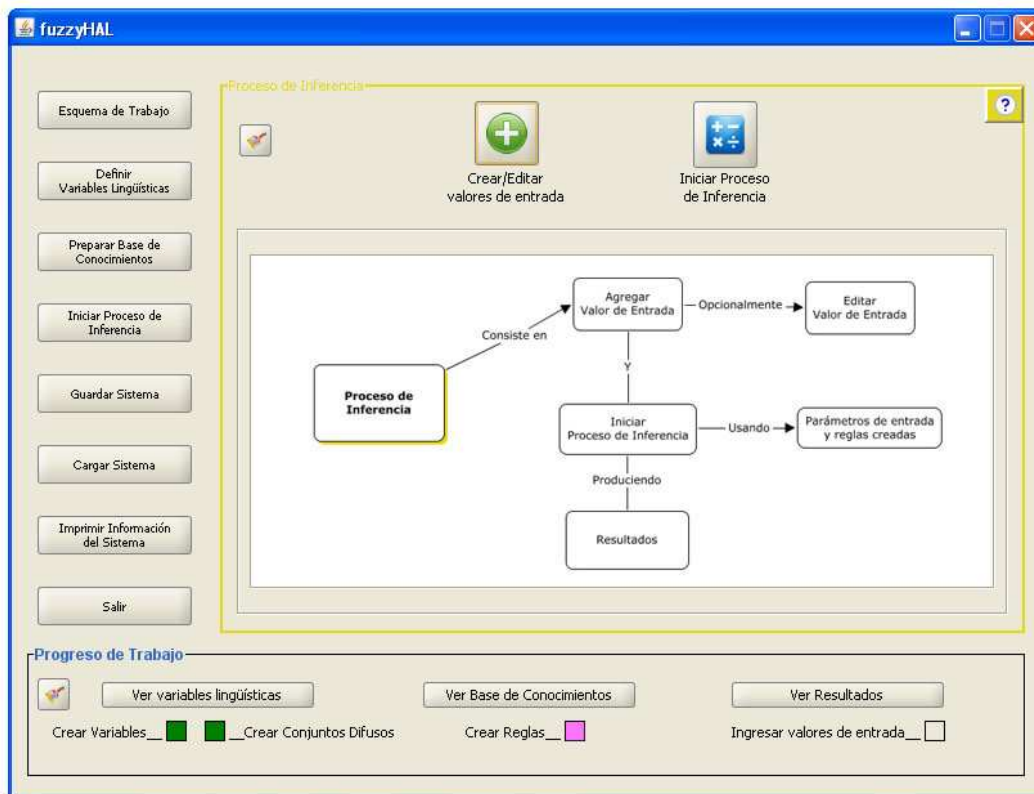 fuzzyHAL
Esquema de Trabajo
Definir
Variables Lingüísticas
Preparar Base de
Conocimientos
Iniciar Proceso de
Inferencia
Guardar Sistema
Cargar Sistema
Imprimir Información
del Sistema
Salir
Proceso de Inferencia
?
Crear/Editar
valores de entrada
Iniciar Proceso
de Inferencia
Agregar
Valor de Entrada
Opcionalmente
Editar
Valor de Entrada
Consiste en
Y
Proceso de
Inferencia
Iniciar
Proceso de Inferencia
Usando
Parámetros de entrada
y reglas creadas
Produciendo
Resultados
Progreso de Trabajo
Ver variables lingüísticas
Ver Base de Conocimientos
Ver Resultados
Crear Variables__
__Crear Conjuntos Difusos
Crear Reglas__
Ingresar valores de entrada__